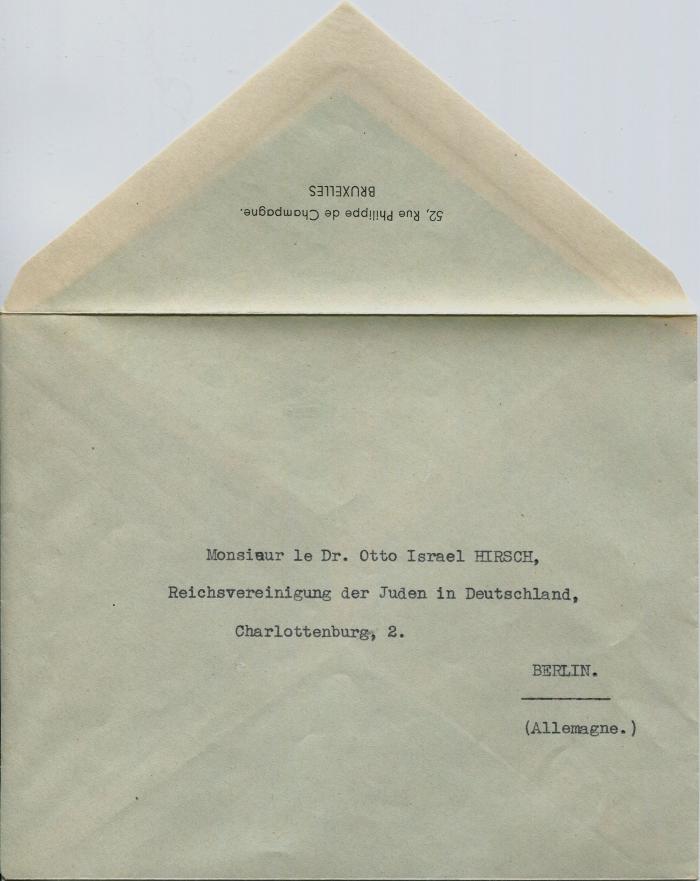 52, Rue Philippe de Champagne.
BRUXELLES
Monsieur le Dr. Otto Israel HIRSCH,
Reichsvereinigung der Juden in Deutschland,
Charlottenburg, 2.
BERLIN.
(Allemagne.)